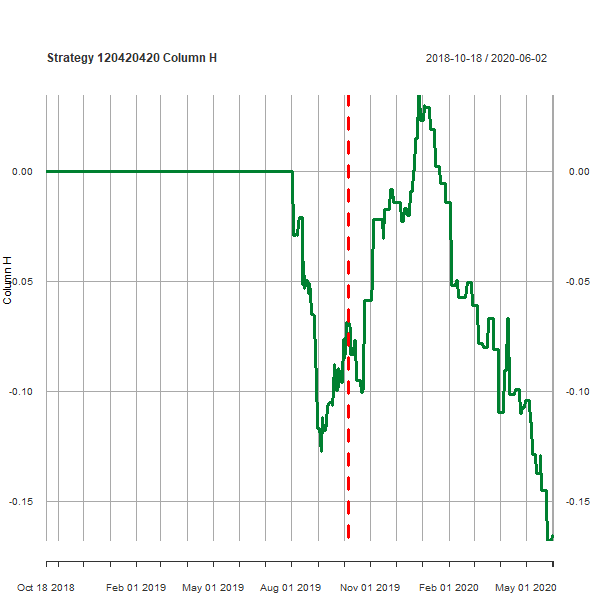 Strategy 120420420 Column H
2018-10-18 / 2020-06-02
0.00 0.00
-0.05 -0.05
Column H
-0.10 -0.10
-0.15 -0.15
Oct 18 2018 Feb 01 2019 May 01 2019 Aug 01 2019 Nov 01 2019 Feb 01 2020 May 01 2020